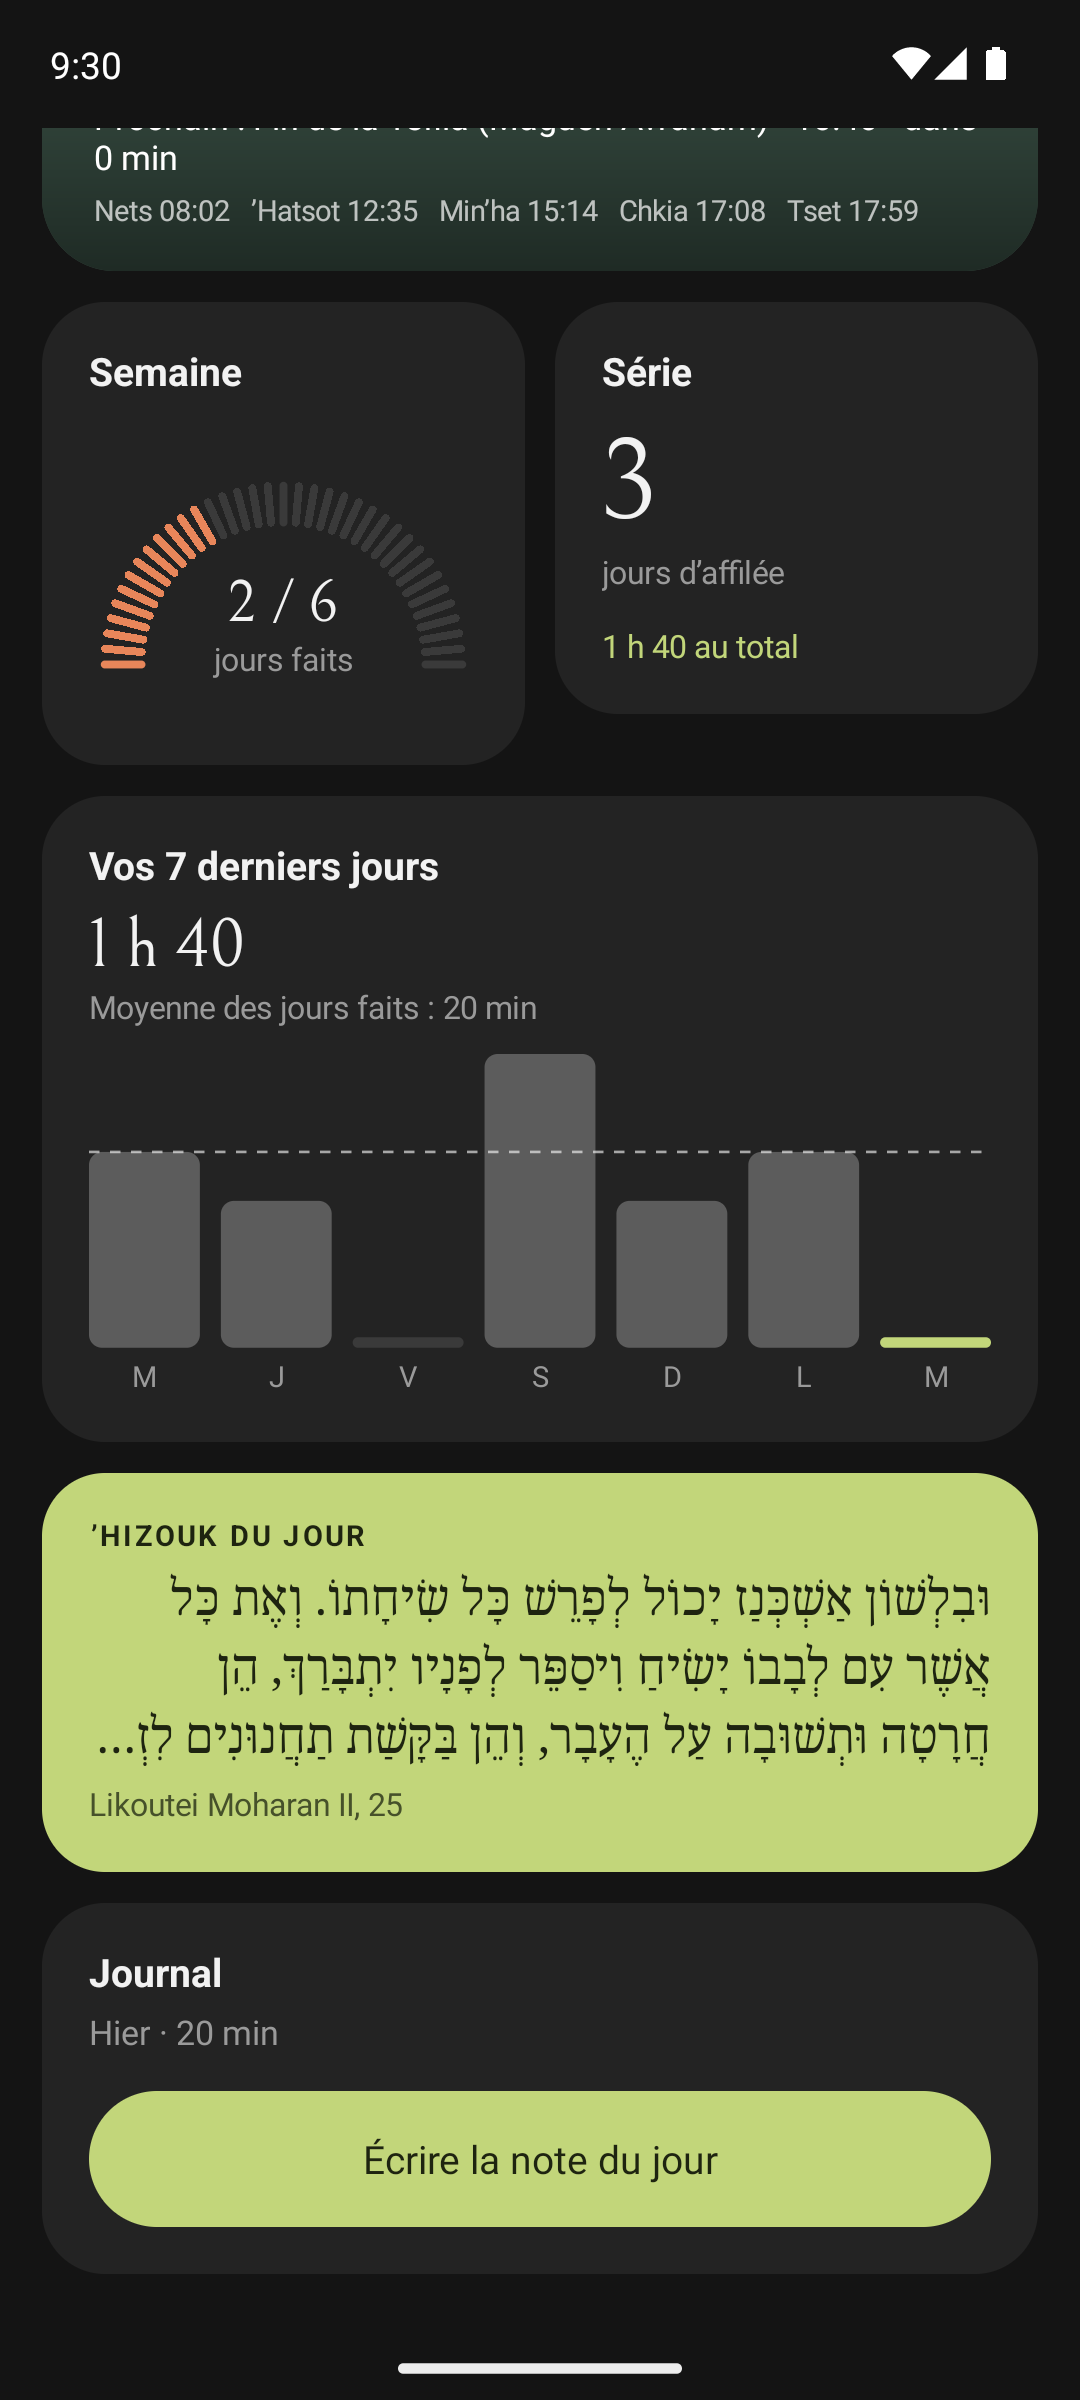 9:30
0 min
Nets 08:02 ’Hatsot 12:35 Min’ha 15:14 Chkia 17:08 Tset 17:59
Semaine
2 / 6
jours faits
Série
3
jours d’affilée
1 h 40 au total
Vos 7 derniers jours
1 h 40
Moyenne des jours faits : 20 min
M J V S D L M
’HIZOUK DU JOUR
וּבִלְשׁוֹן אַשְׁכְּנַז יָכוֹל לְפָרֵשׁ כָּל שִׂיחָתוֹ. וְאֶת כָּל
אֲשֶׁר עִם לְבָבוֹ יָשִׂיחַ וִיסַפֵּר לְפָנָיו יִתְבָּרַךְ, הֵן
חֲרָטָה וּתְשׁוּבָה עַל הֶעָבָר, וְהֵן בַּקָּשַׁת תַּחֲנוּנִים לִזְ...
Likoutei Moharan II, 25
Journal
Hier · 20 min
Écrire la note du jour